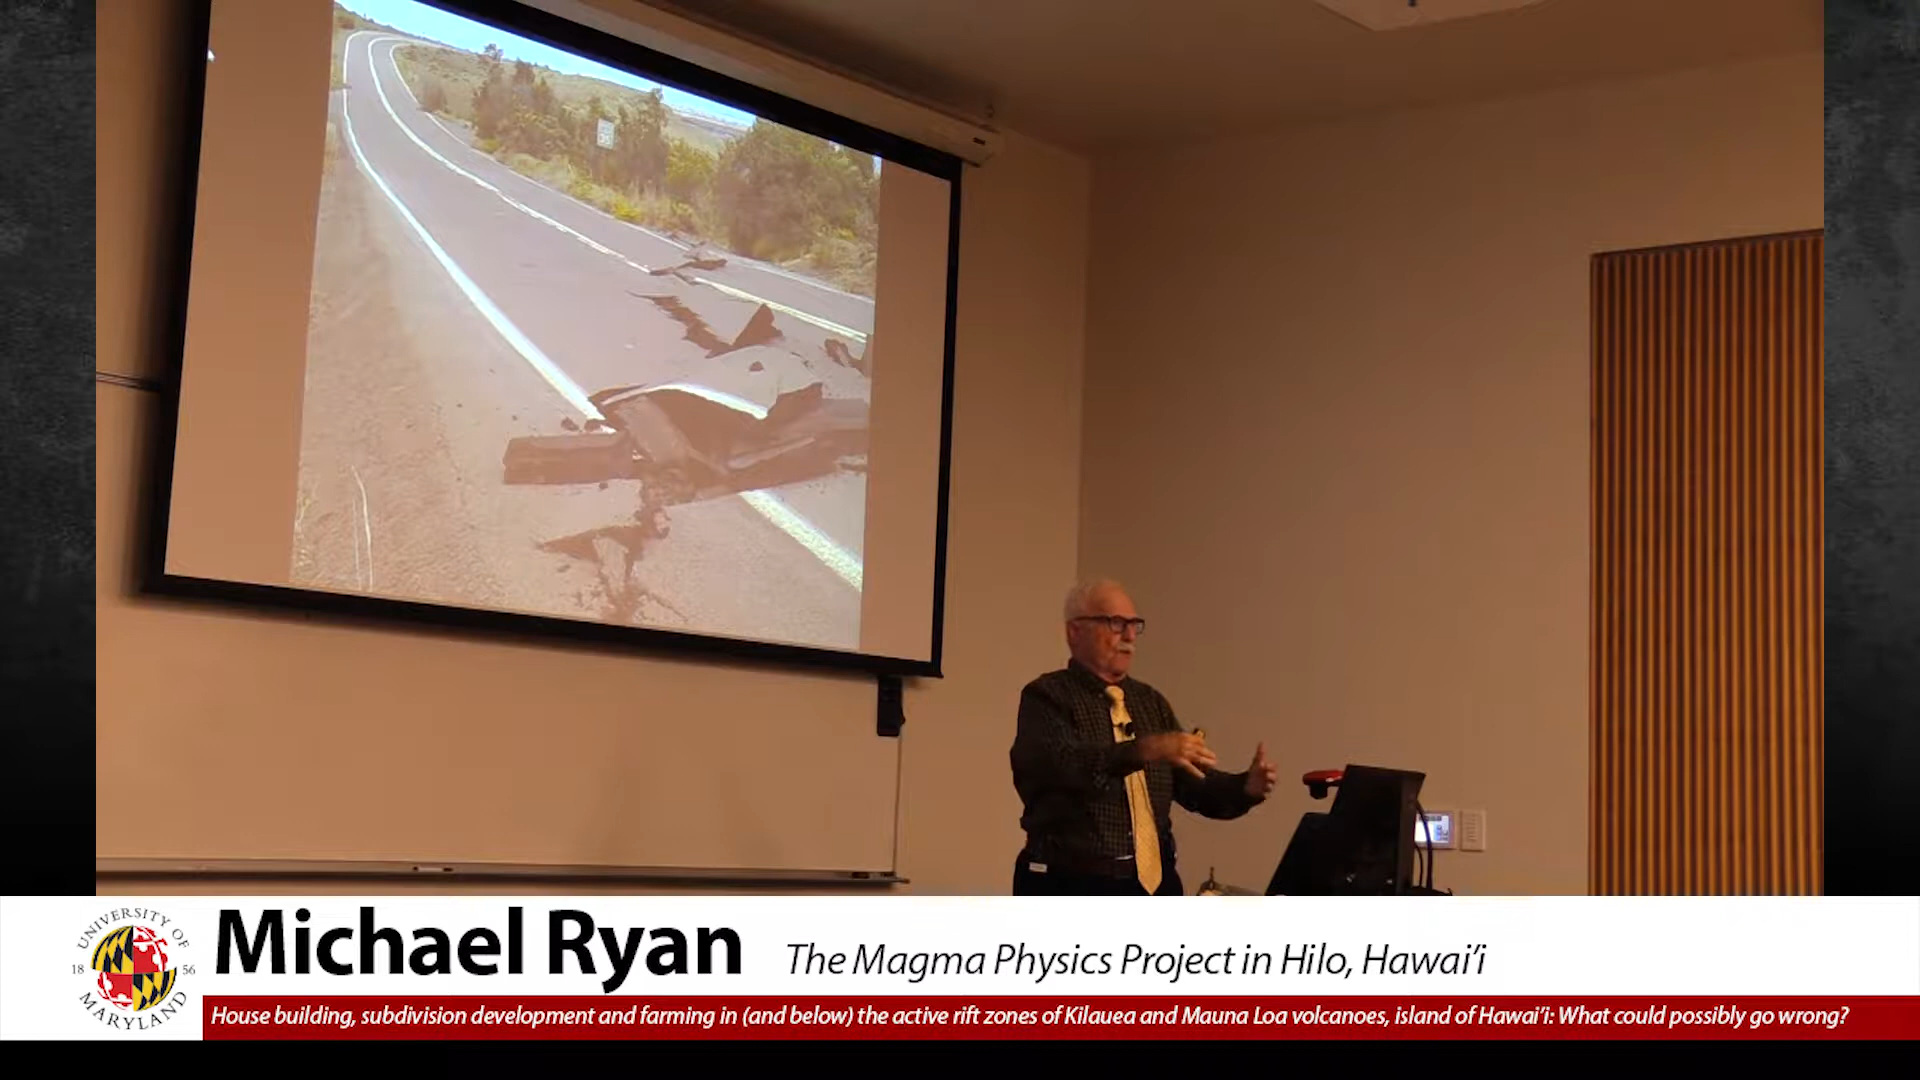 35
UNIVERSITY OF
18 56
MARYLAND
Michael Ryan
The Magma Physics Project in Hilo, Hawai'i
House building, subdivision development and farming in (and below) the active rift zones of Kilauea and Mauna Loa volcanoes, island of Hawai'i: What could possibly go wrong?